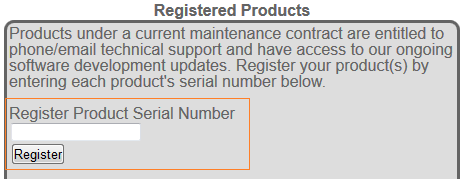 Registered Products
Products under a current maintenance contract are entitled to
phone/email technical support and have access to our ongoing
software development updates. Register your product(s) by
entering each product's serial number below.
Register Product Serial Number
Register